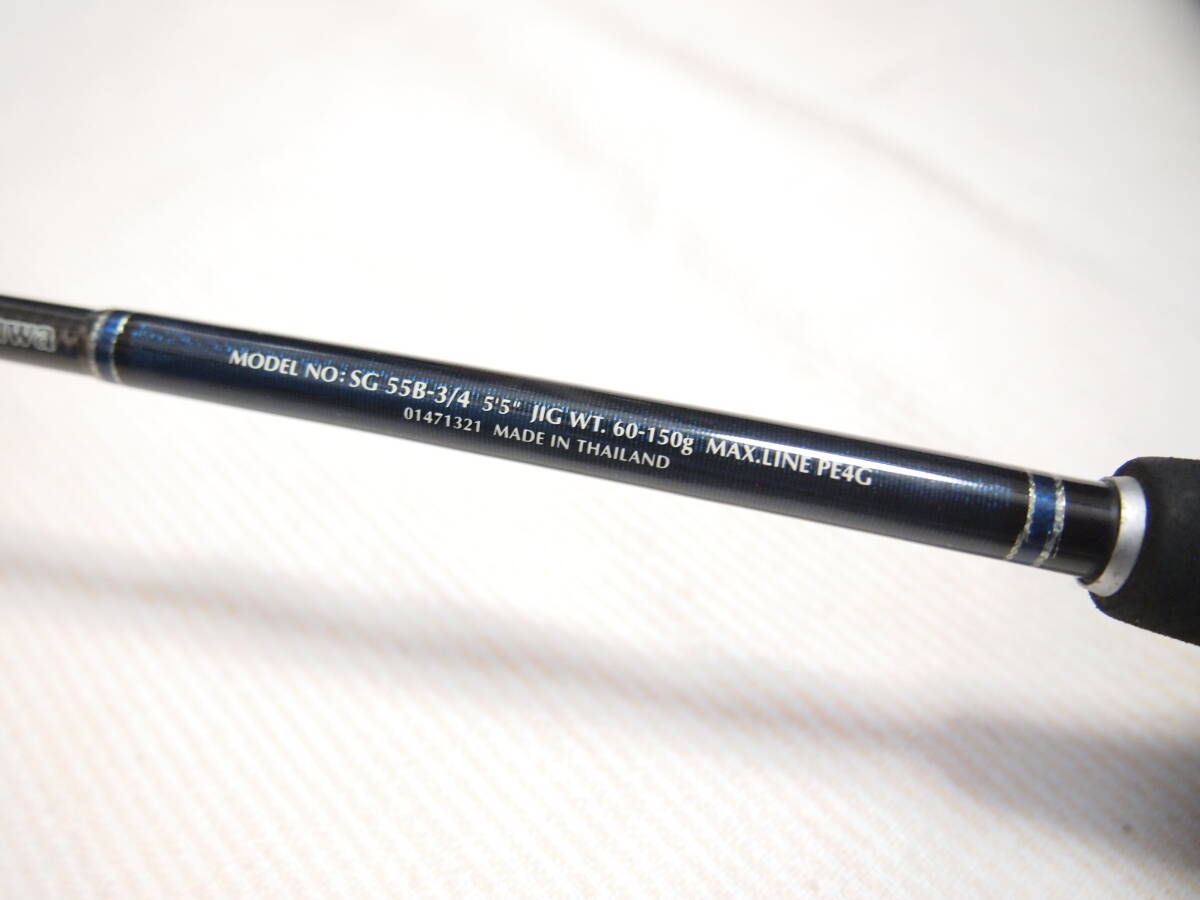 MODEL NO: SG 55B-3/4 5'5" JIG WT. 60-150g MAX.LINE PE4G
01471321 MADE IN THAILAND